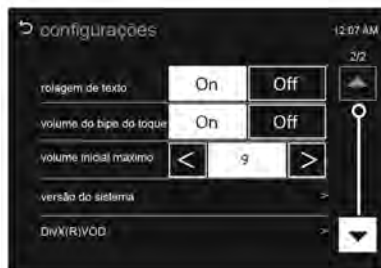 configurações 12:07 AM
2/2
rolagem de texto On Off
volume do bipe do toque On Off
volume inicial máximo < 9 >
versão do sistema >
DivX(R)VOD >